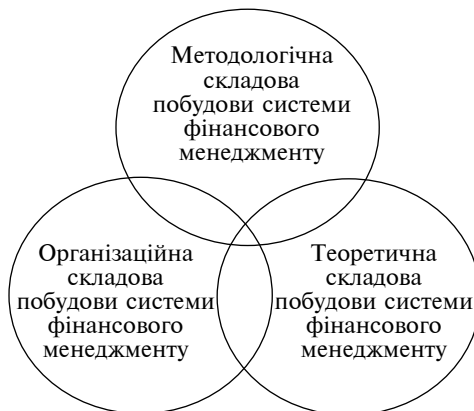 Методологічна
складова
побудови системи
фінансового
менеджменту
Організаційна
складова
побудови системи
фінансового
менеджменту
Теоретична
складова
побудови системи
фінансового
менеджменту